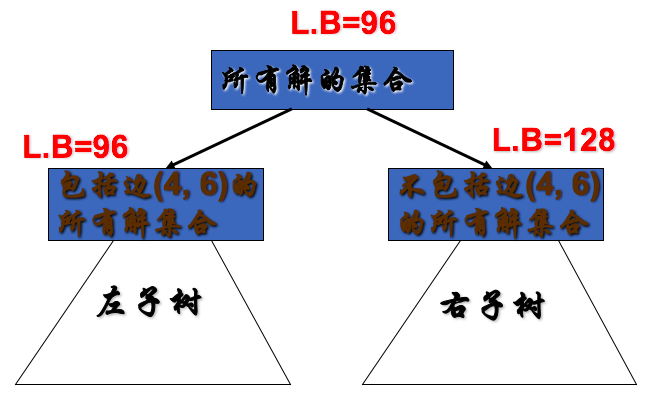 L.B=96
所有解的集合
L.B=96
L.B=128
包括边(4, 6)的
所有解集合
不包括边(4, 6)
的所有解集合
左子树
右子树